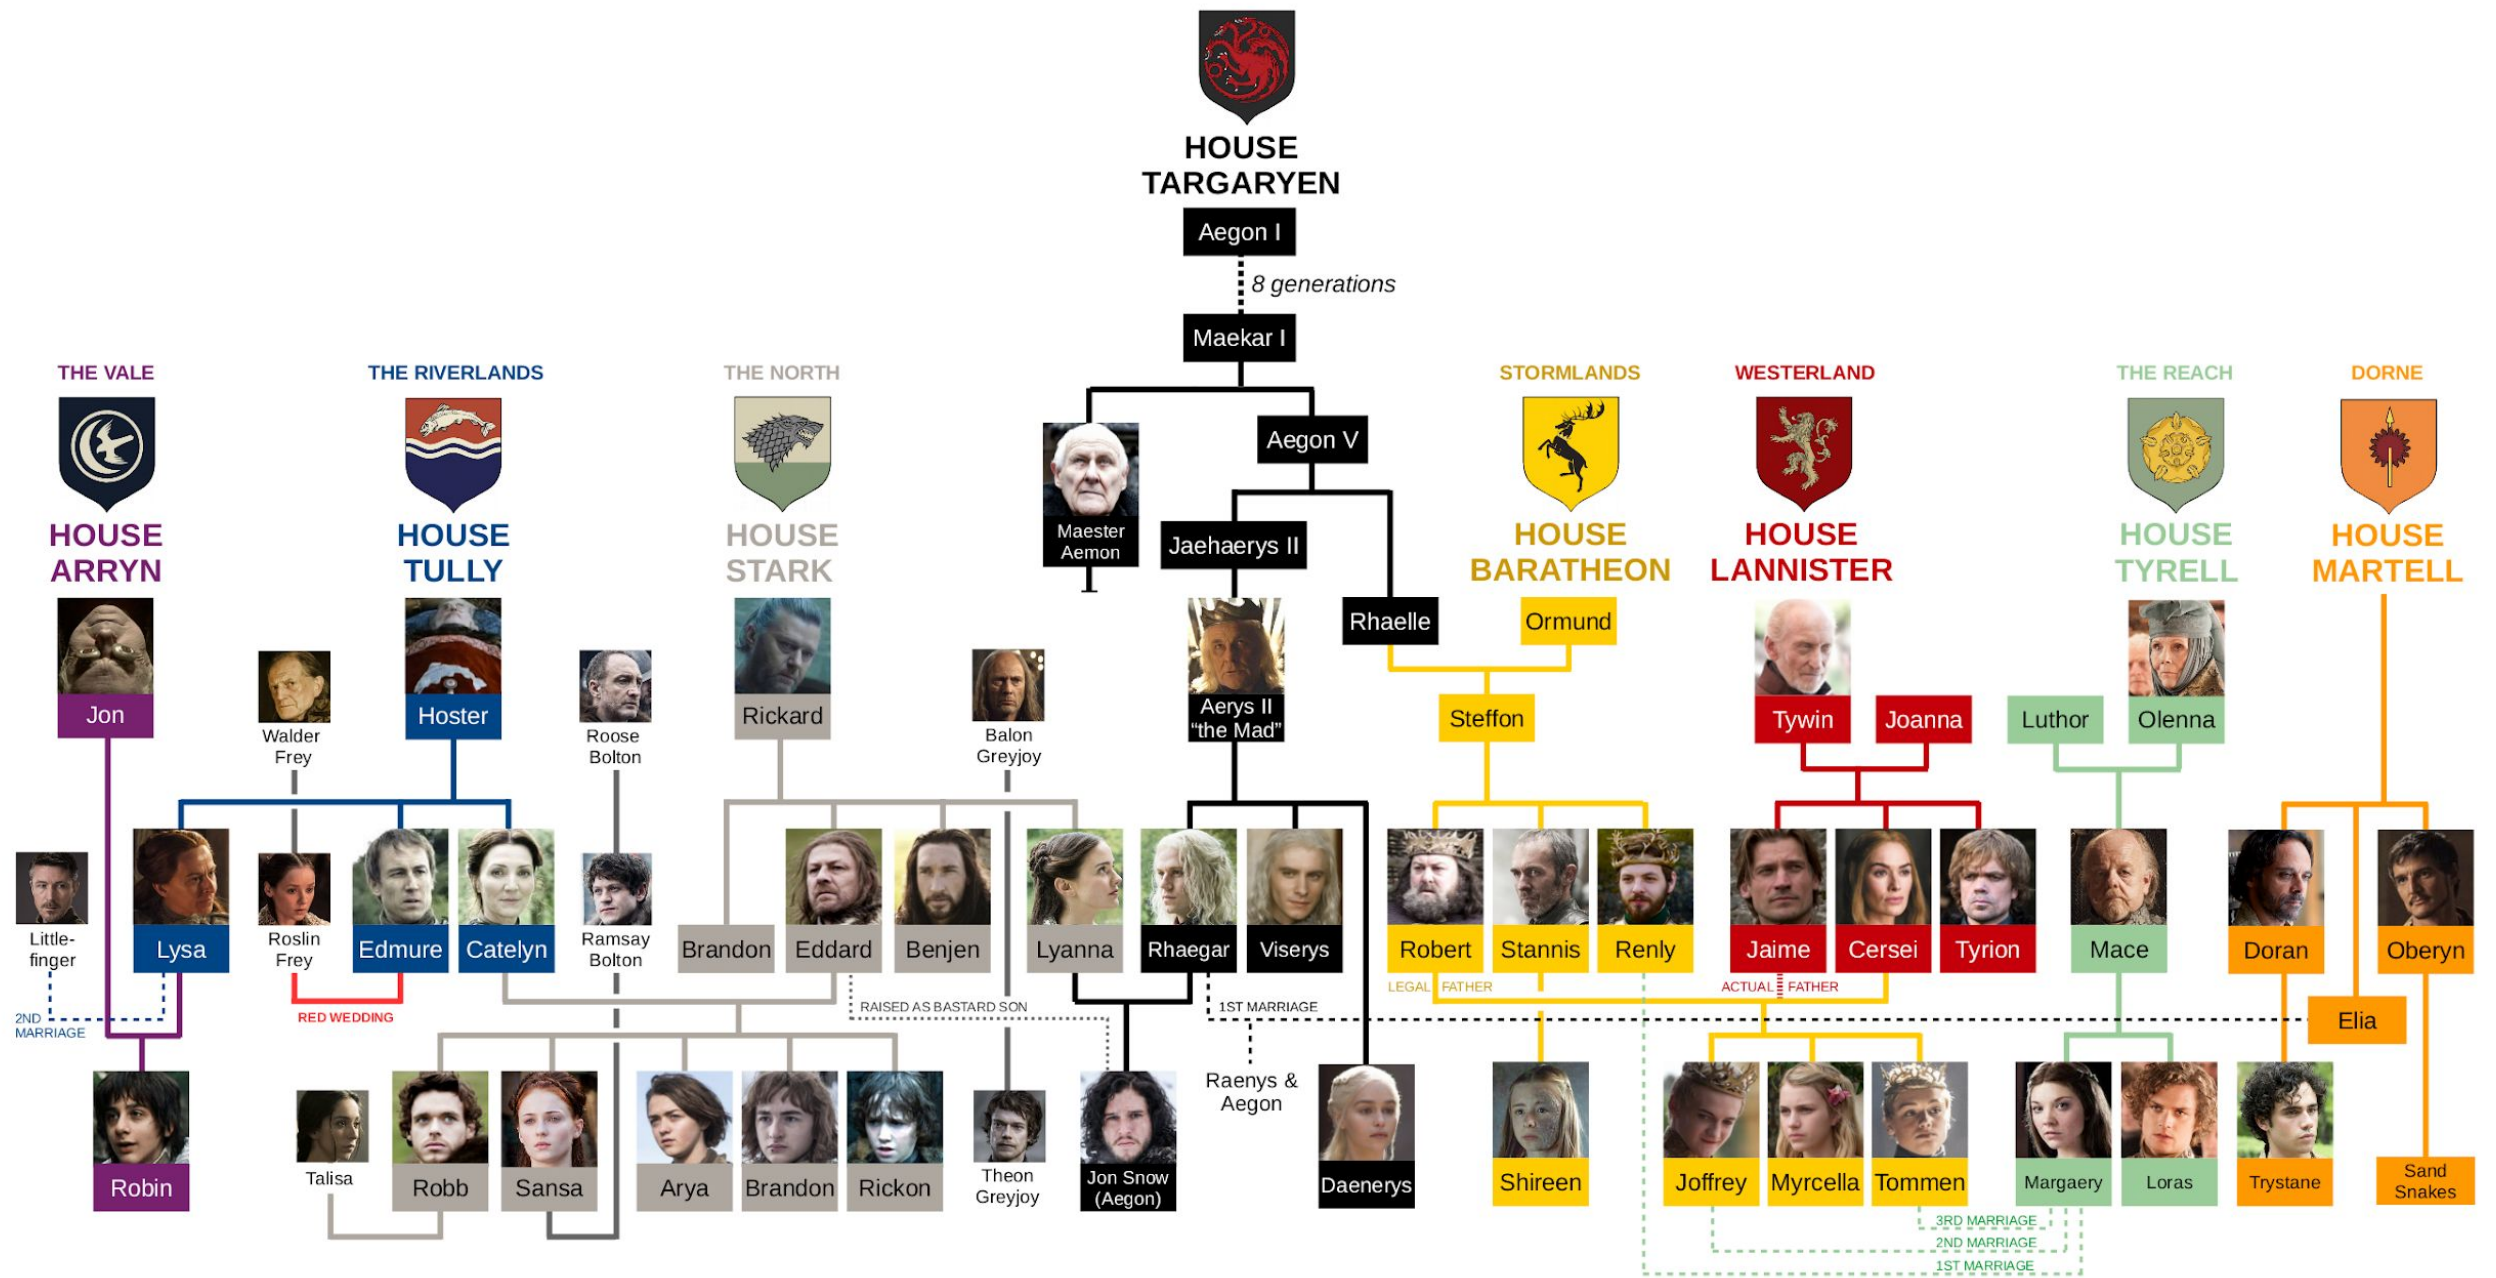 HOUSE
TARGARYEN
Aegon I
8 generations
Maekar I
THE VALE
THE RIVERLANDS
THE NORTH
STORMLANDS
WESTERLAND
THE REACH
DORNE
Aegon V
Maester
Aemon
Jaehaerys II
HOUSE
ARRYN
HOUSE
TULLY
HOUSE
STARK
HOUSE
BARATHEON
HOUSE
LANNISTER
HOUSE
TYRELL
HOUSE
MARTELL
Rhaelle
Ormund
Jon
Walder
Frey
Hoster
Roose
Bolton
Rickard
Balon
Greyjoy
Aerys II
“the Mad”
Steffon
Tywin
Joanna
Luthor
Olenna
Little-
finger
Lysa
Roslin
Frey
Edmure
Catelyn
Ramsay
Bolton
Brandon
Eddard
Benjen
Lyanna
Rhaegar
Viserys
Robert
Stannis
Renly
Jaime
Cersei
Tyrion
Mace
Doran
Oberyn
2ND
MARRIAGE
RED WEDDING
RAISED AS BASTARD SON
1ST MARRIAGE
LEGAL FATHER
ACTUAL FATHER
Elia
Raenys &
Aegon
Robin
Talisa
Robb
Sansa
Arya
Brandon
Rickon
Theon
Greyjoy
Jon Snow
(Aegon)
Daenerys
Shireen
Joffrey
Myrcella
Tommen
Margaery
Loras
Trystane
Sand
Snakes
3RD MARRIAGE
2ND MARRIAGE
1ST MARRIAGE